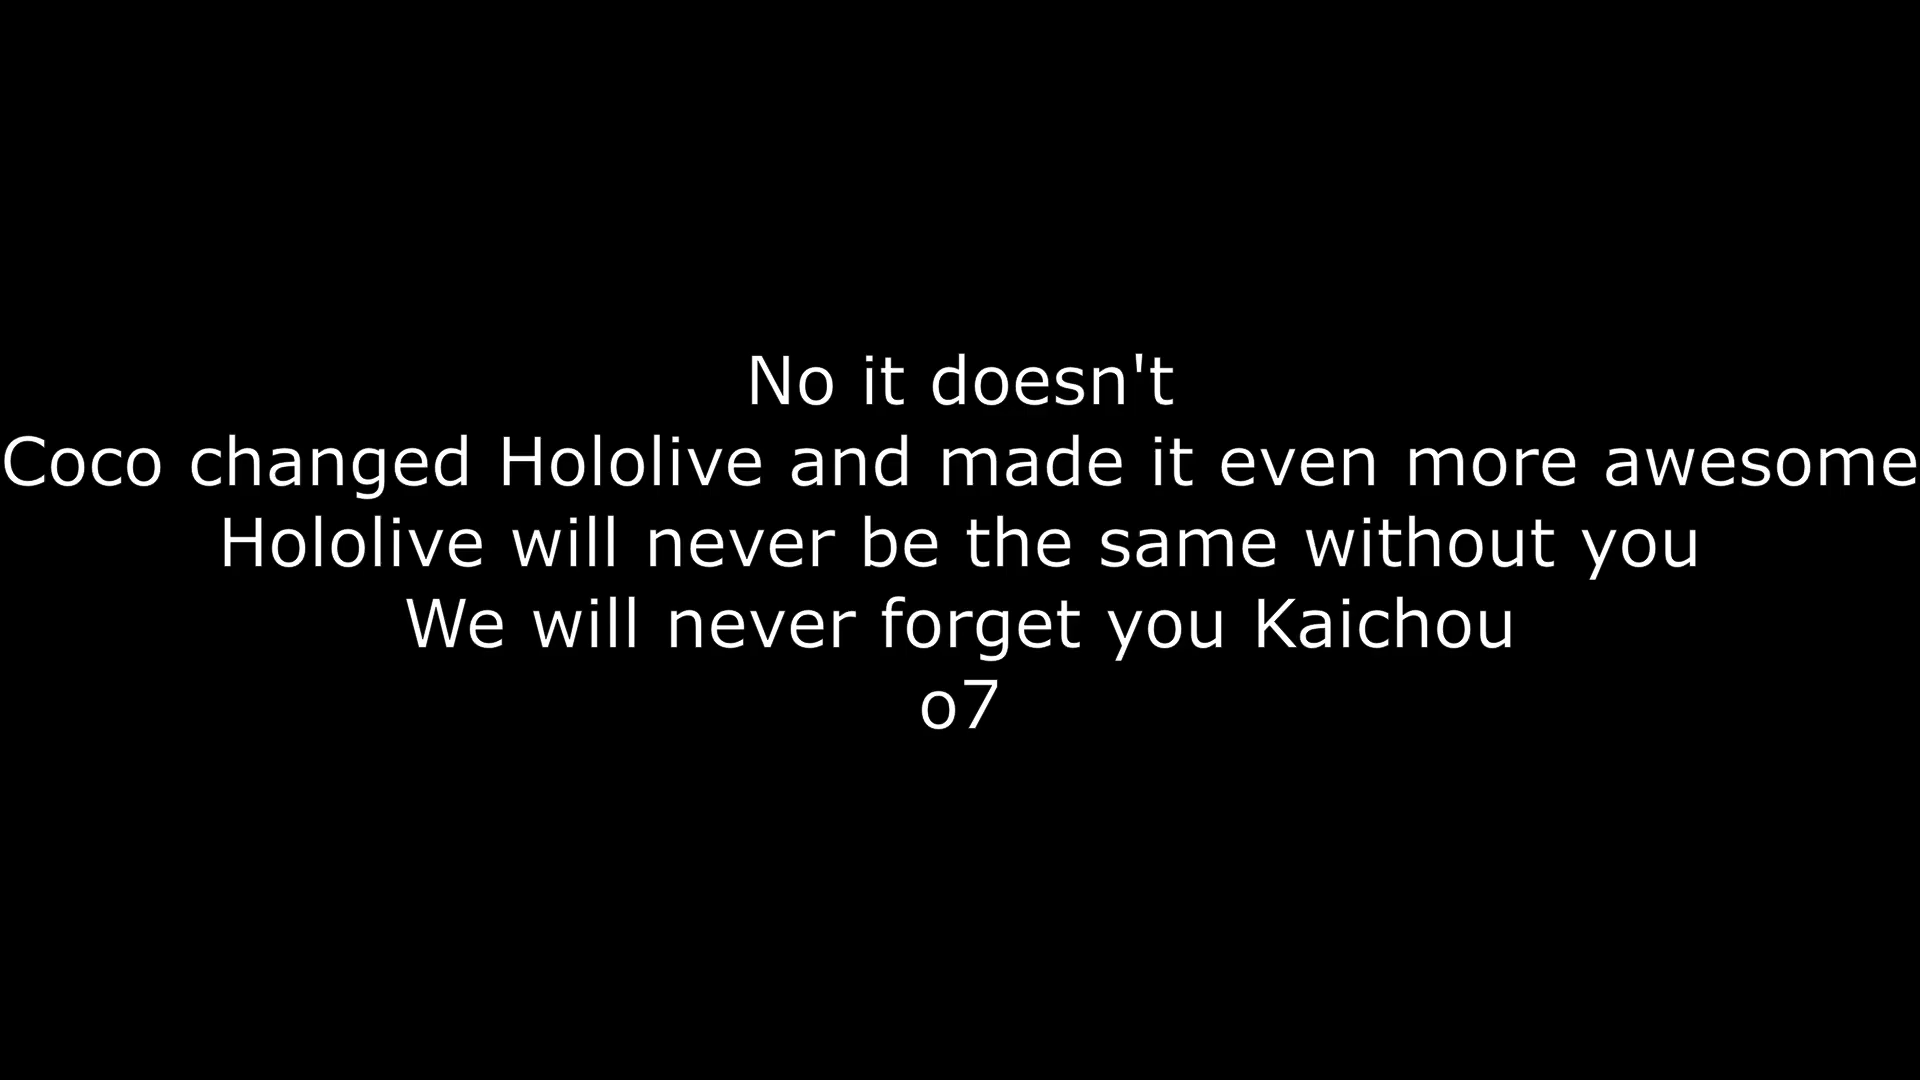 No it doesn't
Coco changed Hololive and made it even more awesome
Hololive will never be the same without you
We will never forget you Kaichou
o7